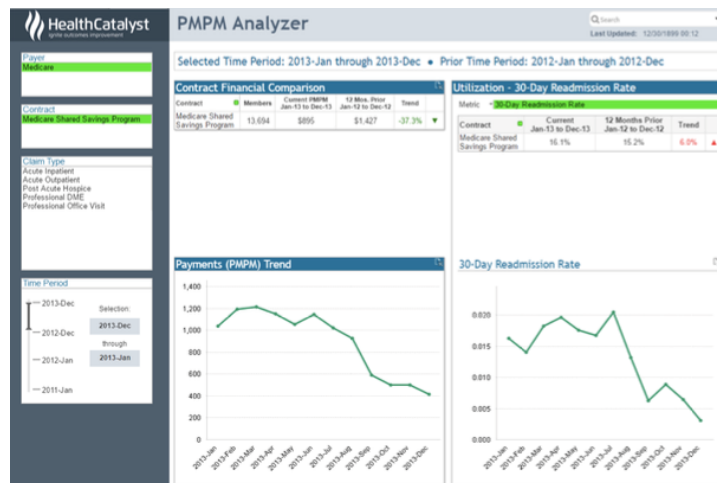 HealthCatalyst
ignite outcomes improvement
PMPM Analyzer
Search
Last Updated: 12/30/1899 00:12
Payer
Medicare
Contract
Medicare Shared Savings Program
Claim Type
Acute Inpatient
Acute Outpatient
Post Acute Hospice
Professional DME
Professional Office Visit
Time Period
2013-Dec
2012-Dec
2012-Jan
2011-Jan
Selection:
2013-Dec
through
2013-Jan
Selected Time Period: 2013-Jan through 2013-Dec • Prior Time Period: 2012-Jan through 2012-Dec
Contract Financial Comparison
Contract Members Current PMPM Jan-13 to Dec-13 12 Mos. Prior Jan-12 to Dec-12 Trend
Medicare Shared Savings Program 13,694 $895 $1,427 -37.3%
Utilization - 30-Day Readmission Rate
Metric 30-Day Readmission Rate
Contract Current Jan-13 to Dec-13 12 Months Prior Jan-12 to Dec-12 Trend
Medicare Shared Savings Program 16.1% 15.2% 6.0%
Payments (PMPM) Trend
1,400
1,200
1,000
800
600
400
200
0
2013-Jan 2013-Feb 2013-Mar 2013-Apr 2013-May 2013-Jun 2013-Jul 2013-Aug 2013-Sep 2013-Oct 2013-Nov 2013-Dec
30-Day Readmission Rate
0.020
0.015
0.010
0.005
0.000
2013-Jan 2013-Feb 2013-Mar 2013-Apr 2013-May 2013-Jun 2013-Jul 2013-Aug 2013-Sep 2013-Oct 2013-Nov 2013-Dec